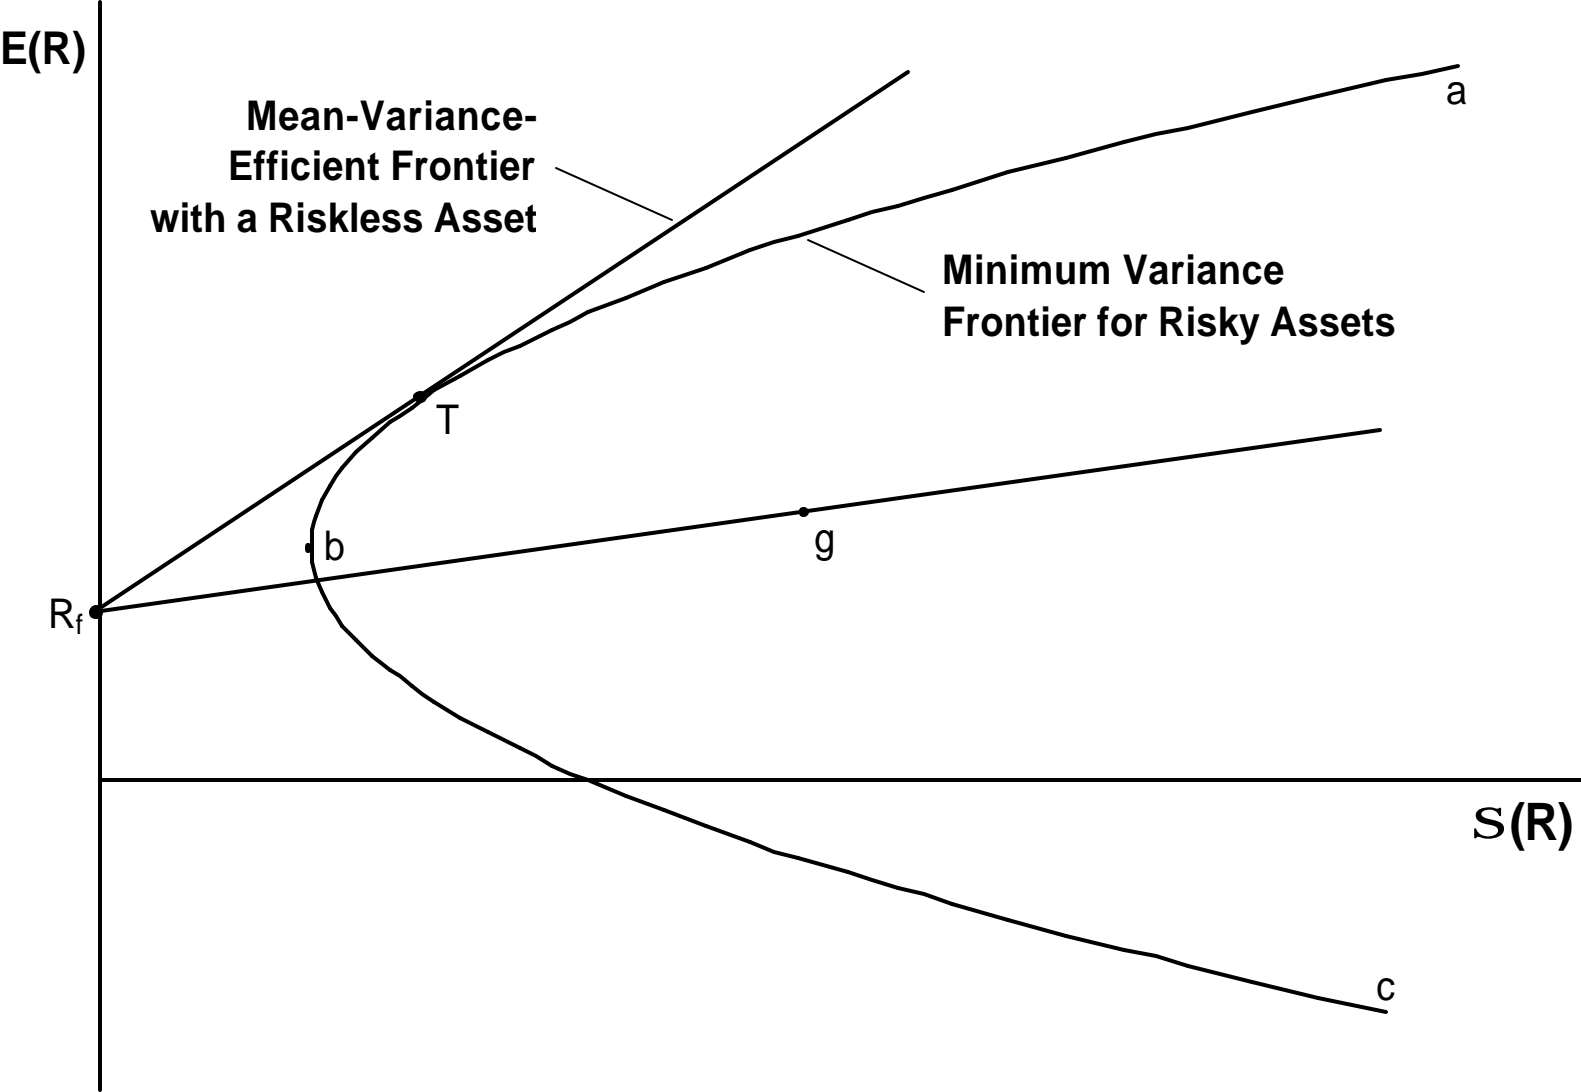 E(R)
Mean-Variance-
Efficient Frontier
with a Riskless Asset
a
Minimum Variance
Frontier for Risky Assets
T
b
g
Rf
S(R)
c